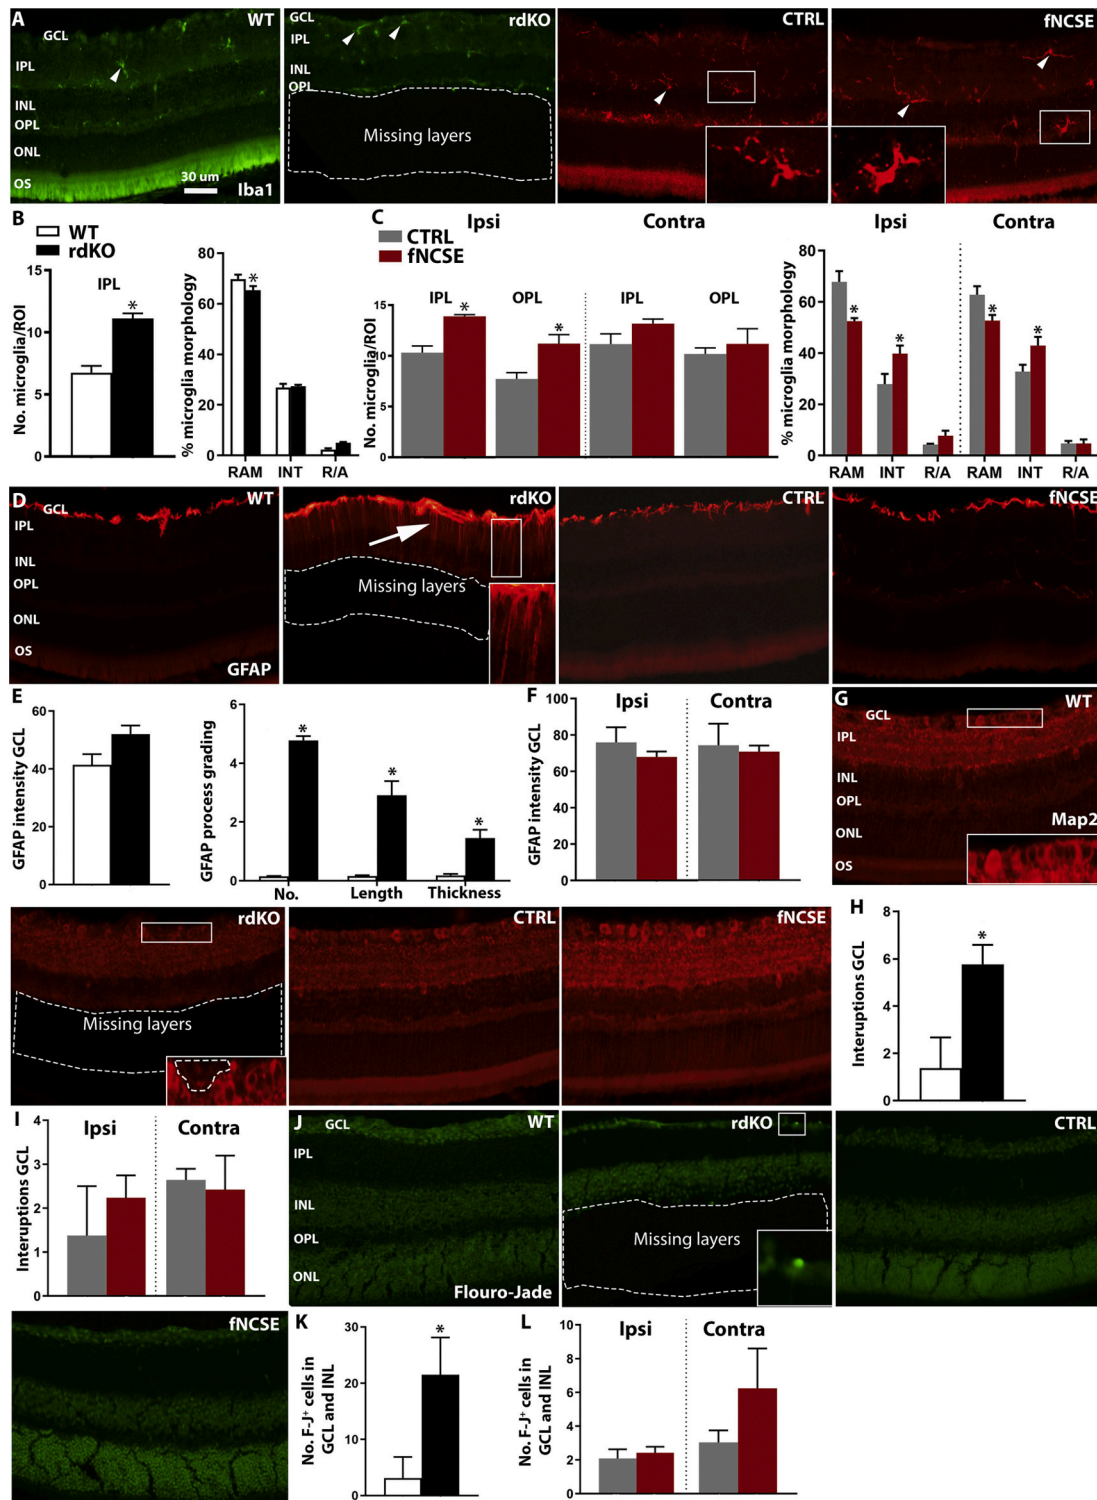 A
WT
GCL
IPL
INL
OPL
ONL
OS
30 um
Iba1
rdKO
GCL
IPL
INL
OPL
Missing layers
CTRL
fNCSE
B
WT
rdKO
IPL
No. microglia/ROI
15
10
5
0
*
% microglia morphology
80
60
40
20
0
*
RAM INT R/A
C
Ipsi Contra
CTRL
fNCSE
No. microglia/ROI
15
10
5
0
IPL OPL IPL OPL
* *
Ipsi Contra
% microglia morphology
80
60
40
20
0
* * * *
RAM INT R/A RAM INT R/A
D
WT
GCL
IPL
INL
OPL
ONL
OS
GFAP
rdKO
Missing layers
CTRL
fNCSE
E
GFAP intensity GCL
60
40
20
0
GFAP process grading
6
4
2
0
* * *
No. Length Thickness
F
Ipsi Contra
GFAP intensity GCL
100
80
60
40
20
0
G
WT
GCL
IPL
INL
OPL
ONL
OS
Map2
rdKO
Missing layers
CTRL
fNCSE
H
Interuptions GCL
8
6
4
2
0
*
I
Ipsi Contra
Interuptions GCL
4
3
2
1
0
J
WT
GCL
IPL
INL
OPL
ONL
Flouro-Jade
rdKO
Missing layers
CTRL
fNCSE
K
No. F-J+ cells in
GCL and INL
30
20
10
0
*
L
Ipsi Contra
No. F-J+ cells in
GCL and INL
10
8
6
4
2
0